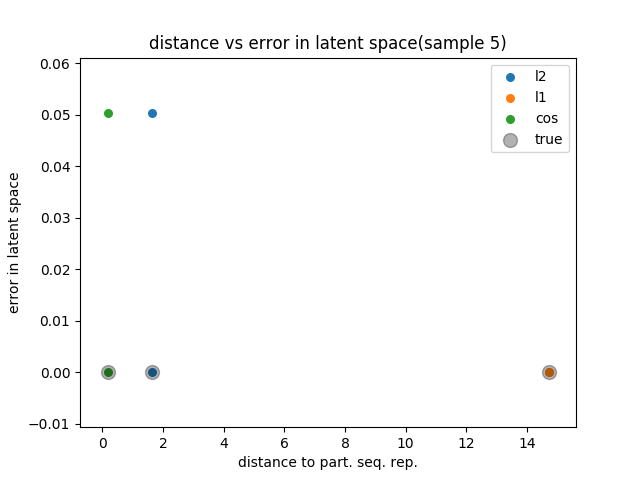 distance vs error in latent space(sample 5)
l2
l1
cos
true
error in latent space
0.06
0.05
0.04
0.03
0.02
0.01
0.00
−0.01
0 2 4 6 8 10 12 14
distance to part. seq. rep.